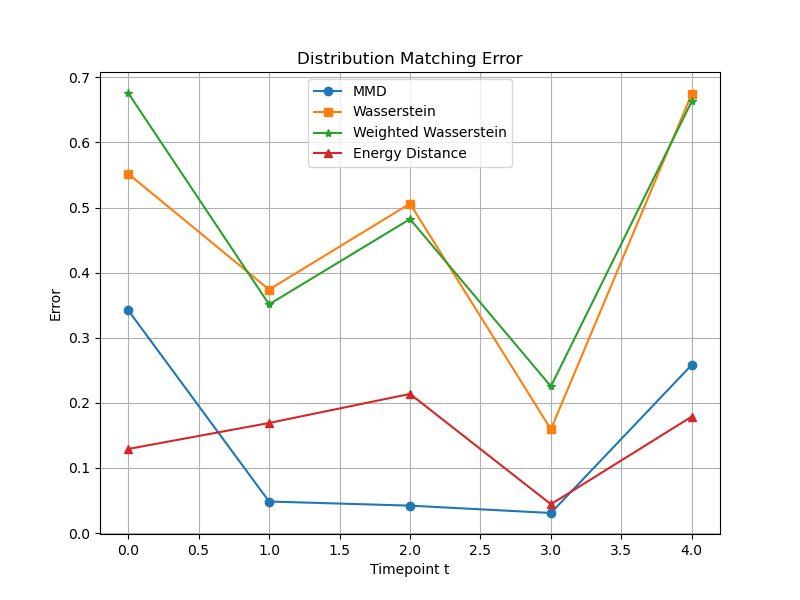 Distribution Matching Error
MMD
Wasserstein
Weighted Wasserstein
Energy Distance
0.7
0.6
0.5
0.4
0.3
0.2
0.1
0.0
Error
0.0 0.5 1.0 1.5 2.0 2.5 3.0 3.5 4.0
Timepoint t